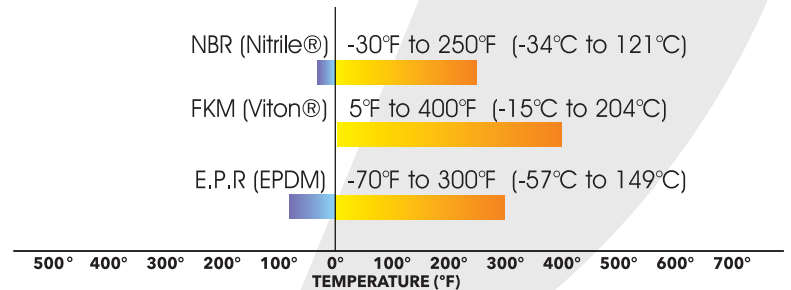 NBR (Nitrile®) -30°F to 250°F (-34°C to 121°C)
FKM (Viton®) 5°F to 400°F (-15°C to 204°C)
E.P.R (EPDM) -70°F to 300°F (-57°C to 149°C)
500° 400° 300° 200° 100° 0° 100° 200° 300° 400° 500° 600° 700°
TEMPERATURE (°F)